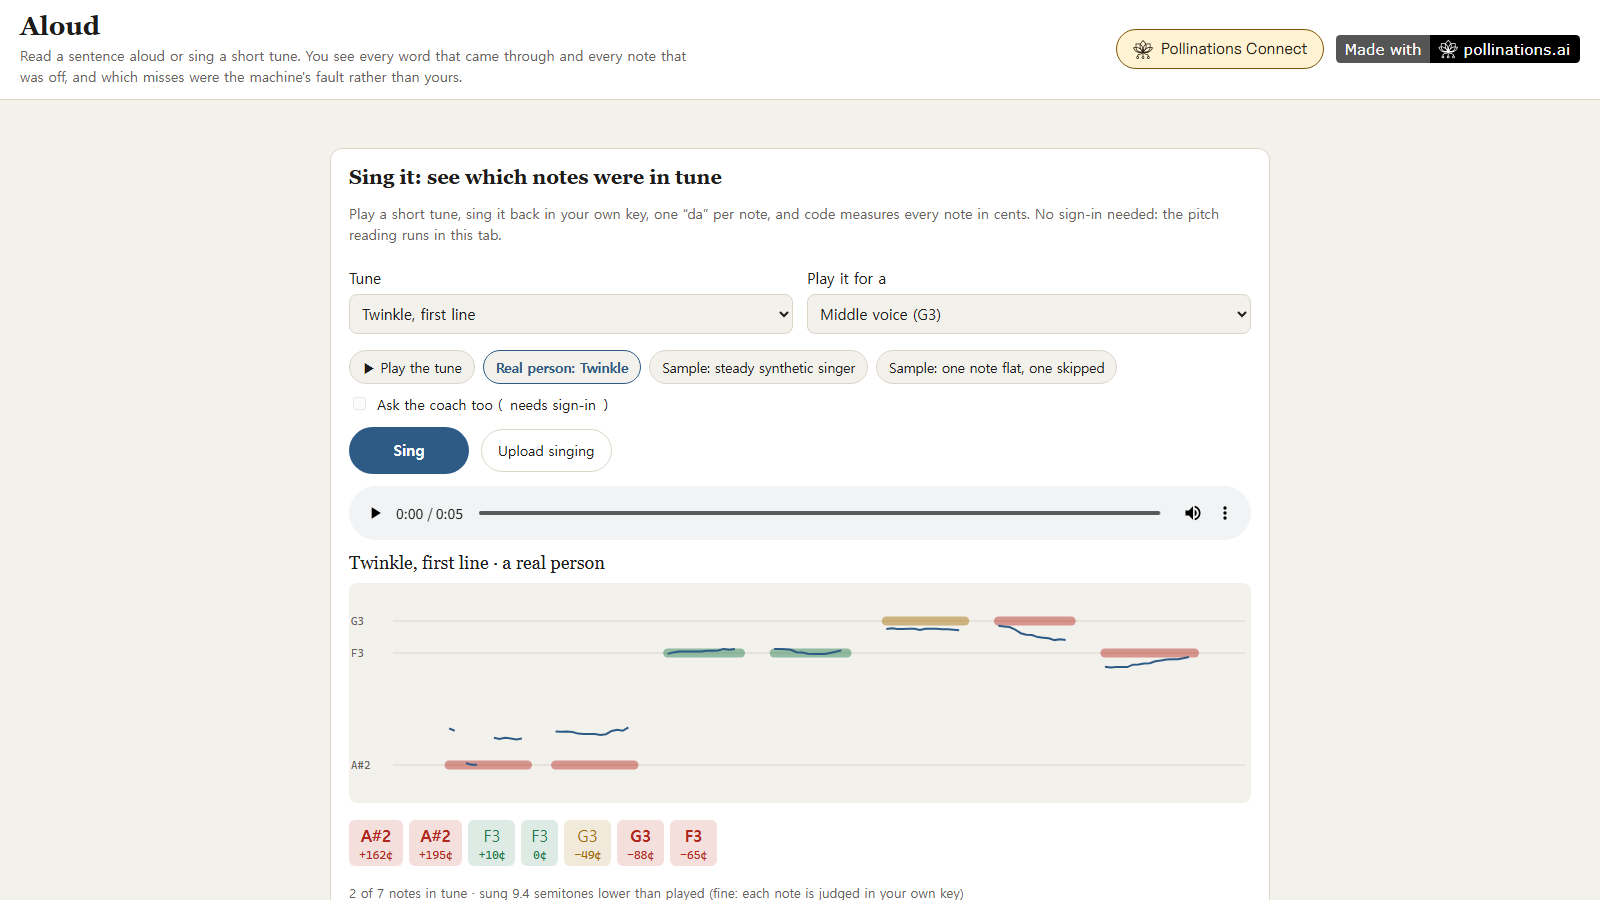 Aloud
Read a sentence aloud or sing a short tune. You see every word that came through and every note that
was off, and which misses were the machine's fault rather than yours.
Pollinations Connect
Made with pollinations.ai
Sing it: see which notes were in tune
Play a short tune, sing it back in your own key, one “da” per note, and code measures every note in cents. No sign-in needed: the pitch
reading runs in this tab.
Tune
Play it for a
Twinkle, first line
Middle voice (G3)
▶ Play the tune
Real person: Twinkle
Sample: steady synthetic singer
Sample: one note flat, one skipped
Ask the coach too ( needs sign-in )
Sing
Upload singing
0:00 / 0:05
Twinkle, first line · a real person
G3
F3
A#2
A#2 A#2 F3 F3 G3 G3 F3
+162¢ +195¢ +10¢ 0¢ −49¢ −88¢ −65¢
2 of 7 notes in tune · sung 9.4 semitones lower than played (fine: each note is judged in your own key)